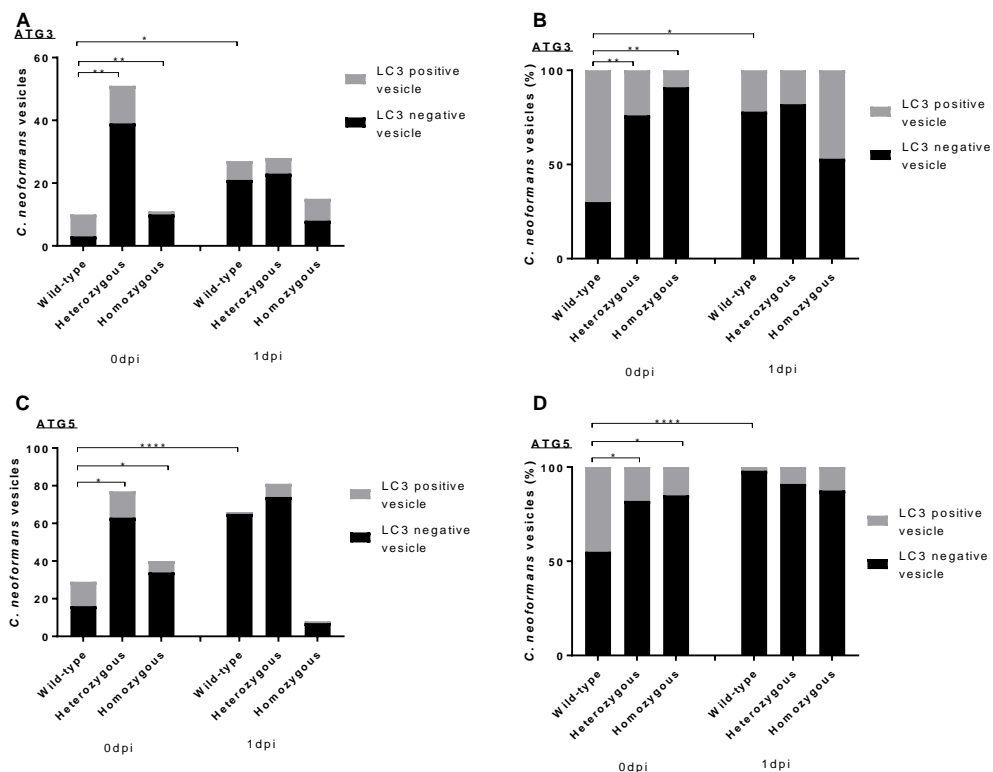 A
ATG3
*
**
**
60
40
20
0
C. neoformans vesicles
LC3 positive
vesicle
LC3 negative
vesicle
Wild-type
Heterozygous
Homozygous
Wild-type
Heterozygous
Homozygous
0dpi
1dpi
B
ATG3
*
**
**
100
50
0
C. neoformans vesicles (%)
LC3 positive
vesicle
LC3 negative
vesicle
Wild-type
Heterozygous
Homozygous
Wild-type
Heterozygous
Homozygous
0dpi
1dpi
C
ATG5
****
*
*
100
80
60
40
20
0
C. neoformans vesicles
LC3 positive
vesicle
LC3 negative
vesicle
Wild-type
Heterozygous
Homozygous
Wild-type
Heterozygous
Homozygous
0dpi
1dpi
D
ATG5
****
*
*
100
50
0
C. neoformans vesicles (%)
LC3 positive
vesicle
LC3 negative
vesicle
Wild-type
Heterozygous
Homozygous
Wild-type
Heterozygous
Homozygous
0dpi
1dpi